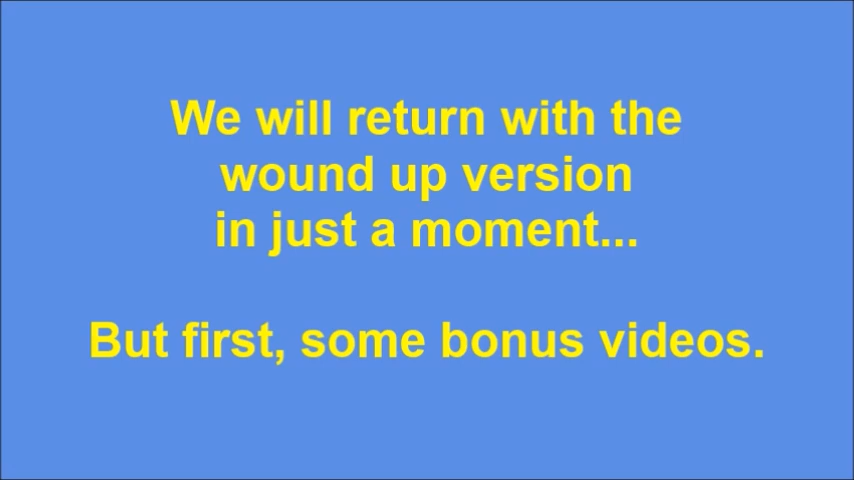 We will return with the
wound up version
in just a moment...
But first, some bonus videos.